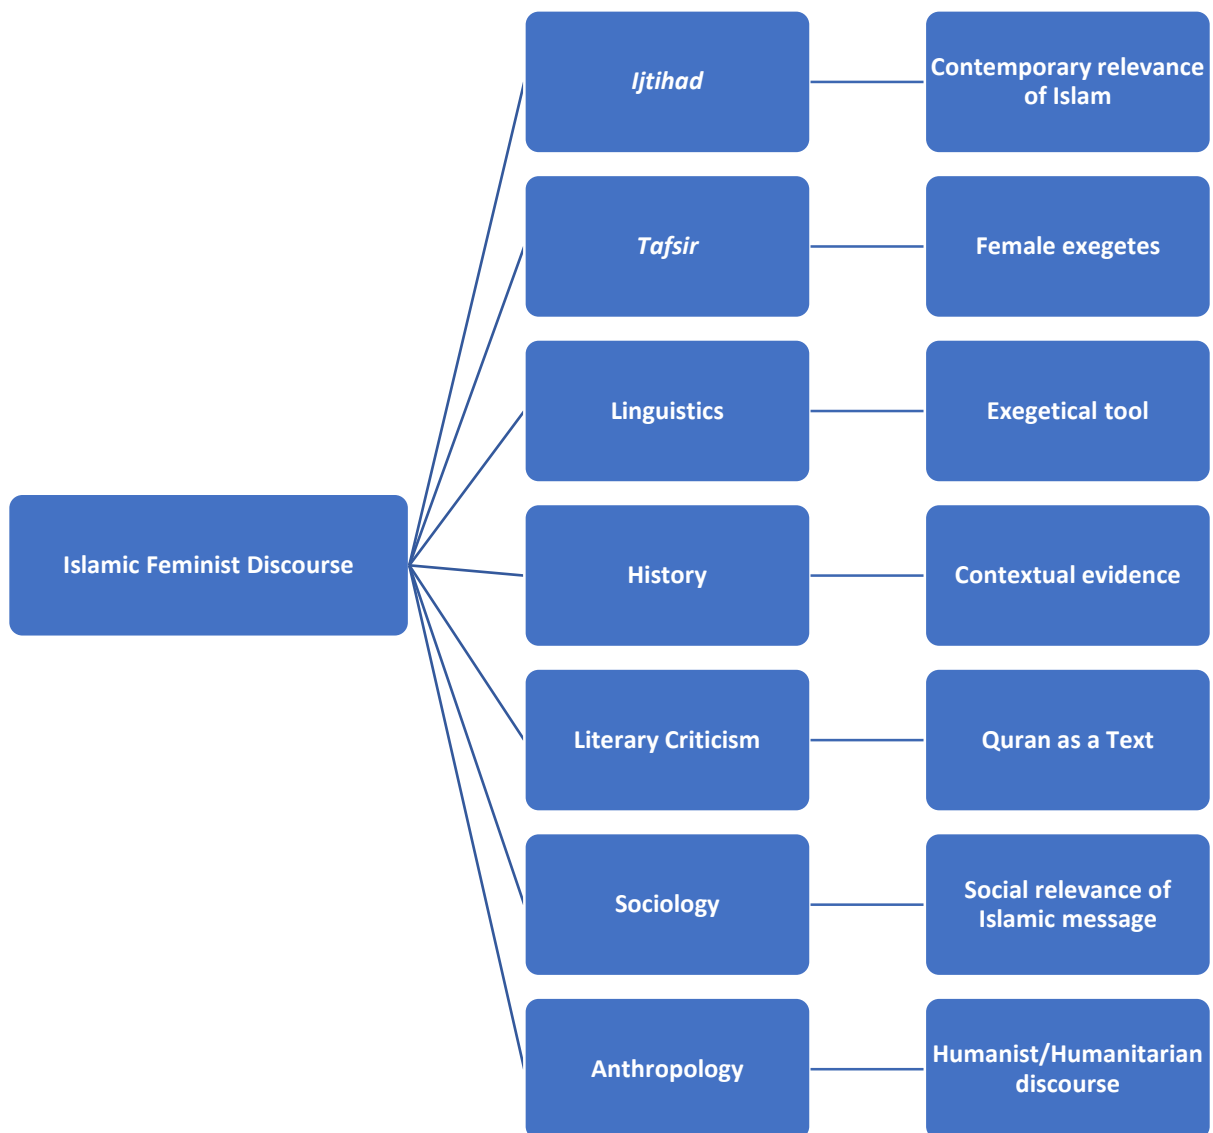 Islamic Feminist Discourse
Ijtihad
Contemporary relevance
of Islam
Tafsir
Female exegetes
Linguistics
Exegetical tool
History
Contextual evidence
Literary Criticism
Quran as a Text
Sociology
Social relevance of
Islamic message
Anthropology
Humanist/Humanitarian
discourse